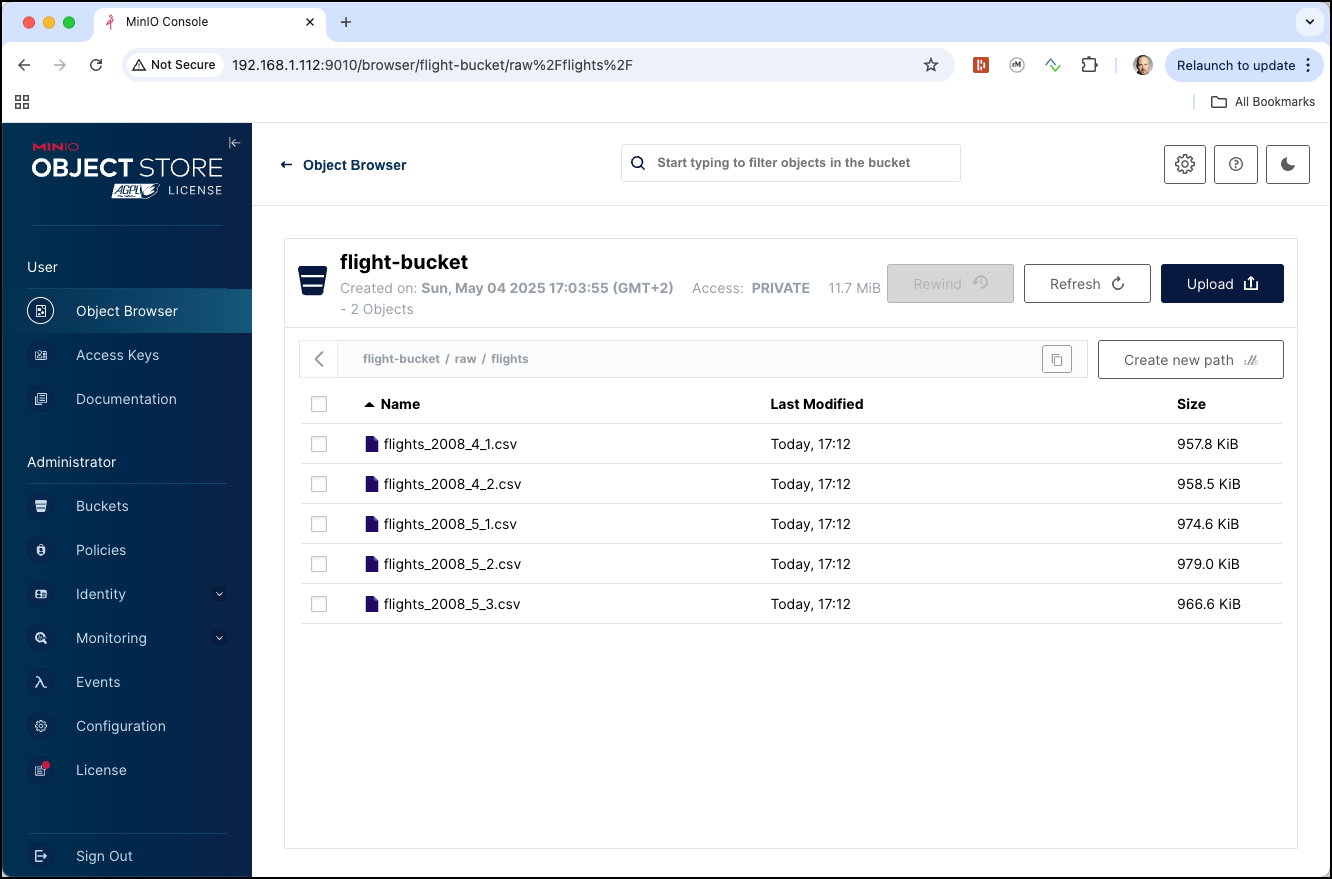 MinIO Console
Not Secure
192.168.1.112:9010/browser/flight-bucket/raw%2Fflights%2F
Relaunch to update
All Bookmarks
MINIO
OBJECT STORE
AGPL LICENSE
User
Object Browser
Access Keys
Documentation
Administrator
Buckets
Policies
Identity
Monitoring
Events
Configuration
License
Sign Out
Object Browser
Start typing to filter objects in the bucket
flight-bucket
Created on: Sun, May 04 2025 17:03:55 (GMT+2) Access: PRIVATE 11.7 MiB
- 2 Objects
Rewind
Refresh
Upload
flight-bucket / raw / flights
Create new path
Name Last Modified Size
flights_2008_4_1.csv Today, 17:12 957.8 KiB
flights_2008_4_2.csv Today, 17:12 958.5 KiB
flights_2008_5_1.csv Today, 17:12 974.6 KiB
flights_2008_5_2.csv Today, 17:12 979.0 KiB
flights_2008_5_3.csv Today, 17:12 966.6 KiB